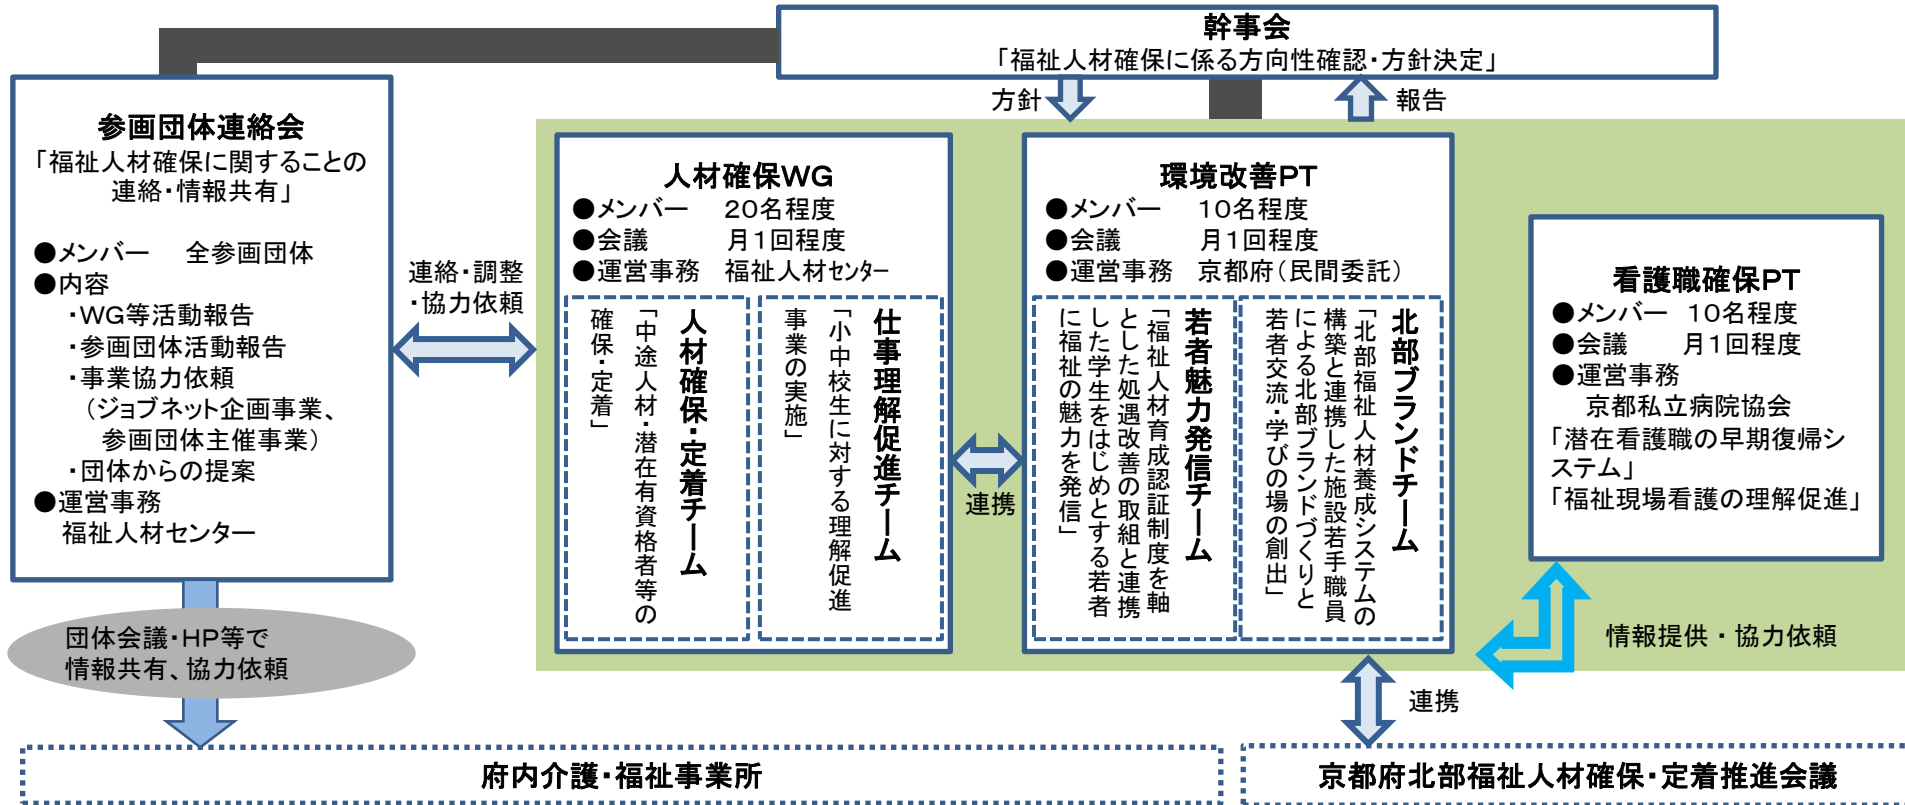 幹事会
「福祉人材確保に係る方向性確認・方針決定」
方針
報告
参画団体連絡会
「福祉人材確保に関することの
連絡・情報共有」
●メンバー　全参画団体
●内容
・WG等活動報告
・参画団体活動報告
・事業協力依頼
（ジョブネット企画事業、
参画団体主催事業）
・団体からの提案
●運営事務
福祉人材センター
連絡・調整
・協力依頼
人材確保WG
●メンバー　20名程度
●会議　月1回程度
●運営事務　福祉人材センター
仕事理解促進チーム
「小中校生に対する理解促進
事業の実施」
人材確保・定着チーム
「中途人材・潜在有資格者等の
確保・定着」
連携
環境改善PT
●メンバー　10名程度
●会議　月1回程度
●運営事務　京都府（民間委託）
北部ブランドチーム
「北部福祉人材養成システムの
構築と連携した施設若手職員
による北部ブランドづくりと
若者交流・学びの場の創出」
若者魅力発信チーム
「福祉人材育成認証制度を軸
とした処遇改善の取組と連携
した学生をはじめとする若者
に福祉の魅力を発信」
看護職確保PT
●メンバー　10名程度
●会議　月1回程度
●運営事務
京都私立病院協会
「潜在看護職の早期復帰シ
ステム」
「福祉現場看護の理解促進」
情報提供・協力依頼
連携
団体会議・HP等で
情報共有、協力依頼
府内介護・福祉事業所
京都府北部福祉人材確保・定着推進会議